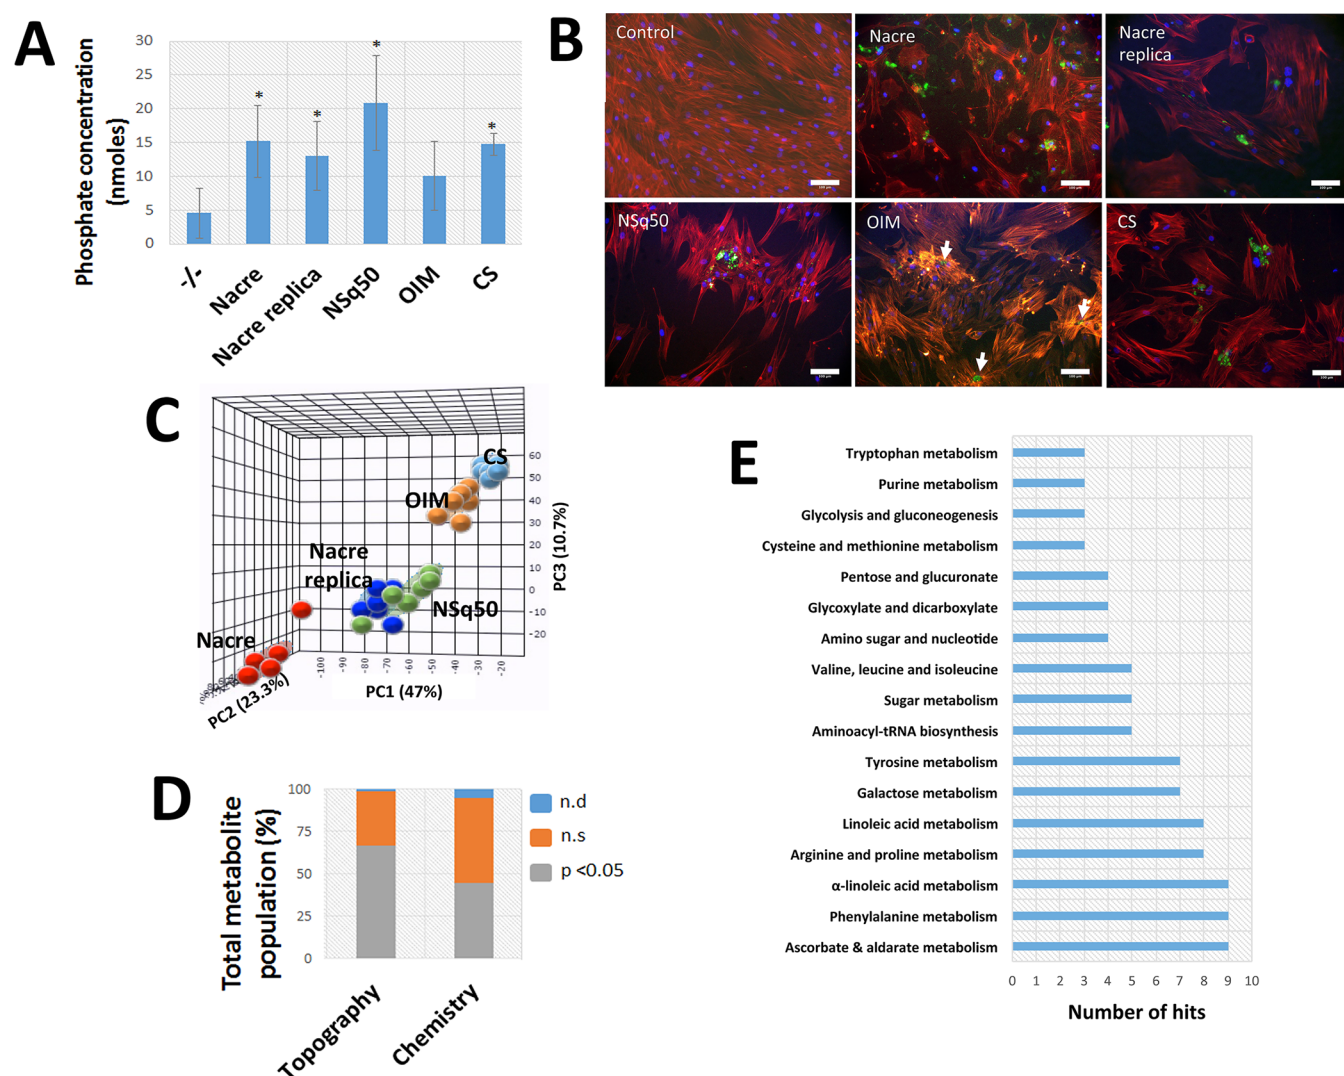 A
Phosphate concentration
(nmoles)
30
25
20
15
10
5
0
*
*
*
*
-/-
Nacre
Nacre replica
NSq50
OIM
CS
B
Control
Nacre
Nacre
replica
NSq50
OIM
CS
C
CS
OIM
Nacre
replica
NSq50
Nacre
60
50
40
30
20
10
0
-10
-20
PC3 (10.7%)
-100
-90
-80
-70
-60
-50
-40
-30
-20
PC1 (47%)
PC2 (23.3%)
D
Total metabolite
population (%)
100
75
50
25
0
Topography
Chemistry
n.d
n.s
p <0.05
E
Tryptophan metabolism
Purine metabolism
Glycolysis and gluconeogenesis
Cysteine and methionine metabolism
Pentose and glucuronate
Glycoxylate and dicarboxylate
Amino sugar and nucleotide
Valine, leucine and isoleucine
Sugar metabolism
Aminoacyl-tRNA biosynthesis
Tyrosine metabolism
Galactose metabolism
Linoleic acid metabolism
Arginine and proline metabolism
α-linoleic acid metabolism
Phenylalanine metabolism
Ascorbate & aldarate metabolism
0 1 2 3 4 5 6 7 8 9 10
Number of hits